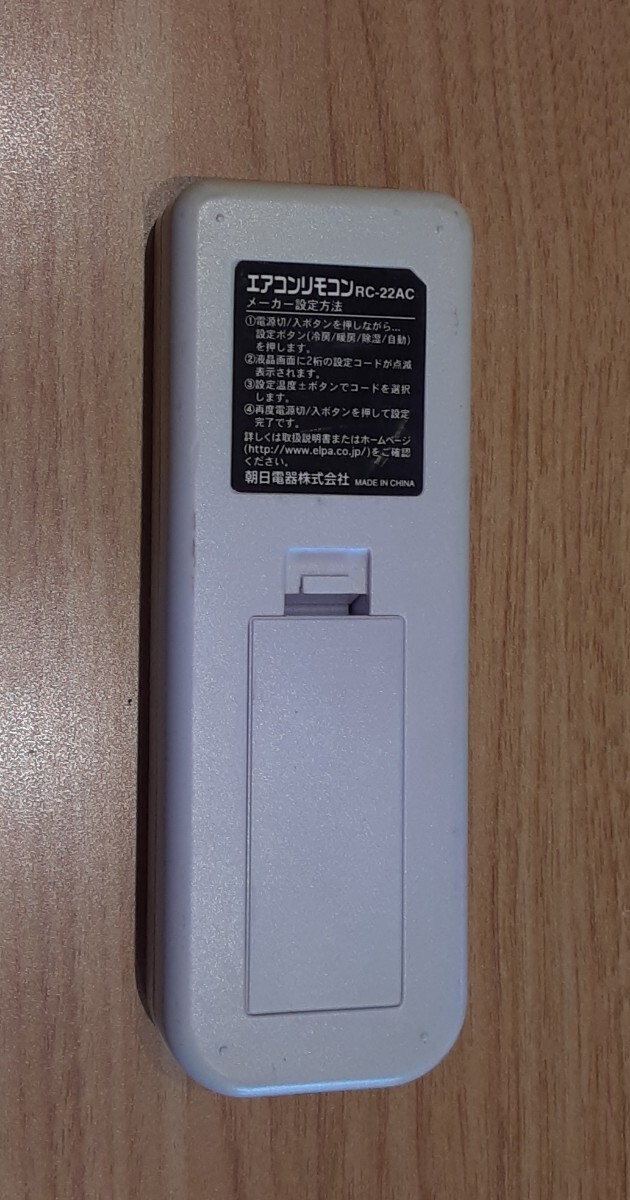 エアコンリモコン RC-22AC
メーカー設定方法
①電源切/入ボタンを押しながら...
設定ボタン(冷房/暖房/除湿/自動)
を押します。
②液晶画面に2桁の設定コードが点滅
表示されます。
③設定温度±ボタンでコードを選択
します。
④再度電源切/入ボタンを押して設定
完了です。
詳しくは取扱説明書またはホームページ
(http://www.elpa.co.jp/)をご確認
ください。
朝日電器株式会社 MADE IN CHINA